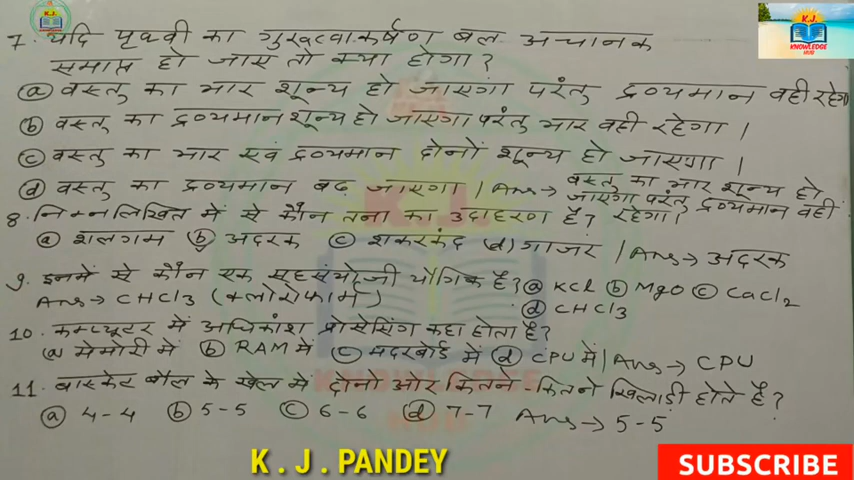 7. यदि पृथ्वी का गुरुत्वाकर्षण बल अचानक
समाप्त हो जाए तो क्या होगा?
(a) वस्तु का भार शून्य हो जाएगा परंतु द्रव्यमान वही रहेगा
(b) वस्तु का द्रव्यमान शून्य हो जाएगा परंतु भार वही रहेगा।
(c) वस्तु का भार एवं द्रव्यमान दोनों शून्य हो जाएगा।
(d) वस्तु का द्रव्यमान बढ़ जाएगा। Ans→ वस्तु का भार शून्य हो
जाएगा परंतु द्रव्यमान वही
रहेगा।
8. निम्नलिखित में से कौन तना का उदाहरण है?
(a) शलगम (b) अदरक (c) शकरकंद (d) गाजर। Ans→ अदरक
9. इनमें से कौन एक सहसंयोजी यौगिक है? (a) KCl (b) MgO (c) CaCl2
Ans→ CHCl3 (क्लोरोफार्म) (d) CHCl3
10. कम्प्यूटर में अधिकांश प्रोसेसिंग कहा होता है?
(a) मेमोरी में (b) RAM में (c) मदरबोर्ड में (d) CPU में। Ans→ CPU
11. बास्केट बॉल के खेल में दोनो ओर कितने-कितने खिलाड़ी होते है?
(a) 4-4 (b) 5-5 (c) 6-6 (d) 7-7 Ans→ 5-5
K.J.
KNOWLEDGE
HUB
K . J . PANDEY
SUBSCRIBE